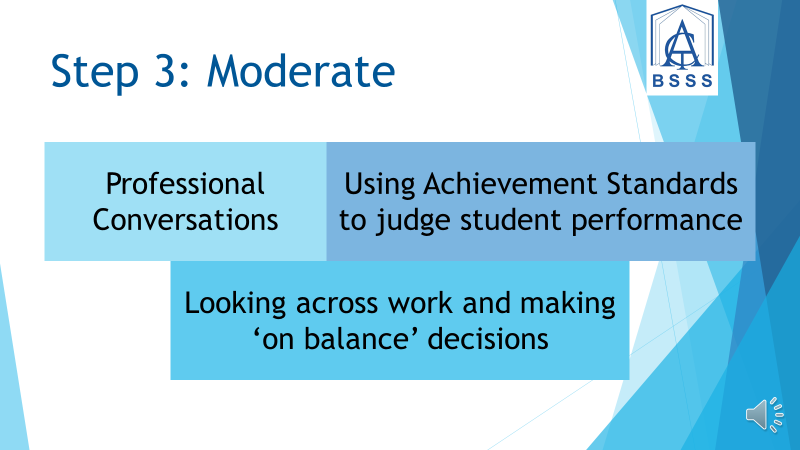 Step 3: Moderate
ACT
BSSS
Professional
Conversations
Using Achievement Standards
to judge student performance
Looking across work and making
‘on balance’ decisions